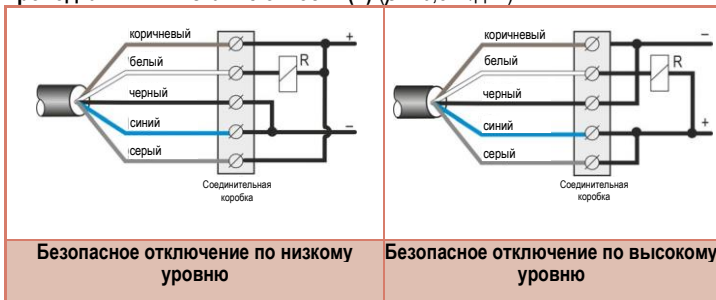 коричневый
белый
черный
синий
серый
R
+
–
Соединительная
коробка
коричневый
белый
черный
синий
серый
R
–
+
Соединительная
коробка
Безопасное отключение по низкому
уровню
Безопасное отключение по высокому
уровню